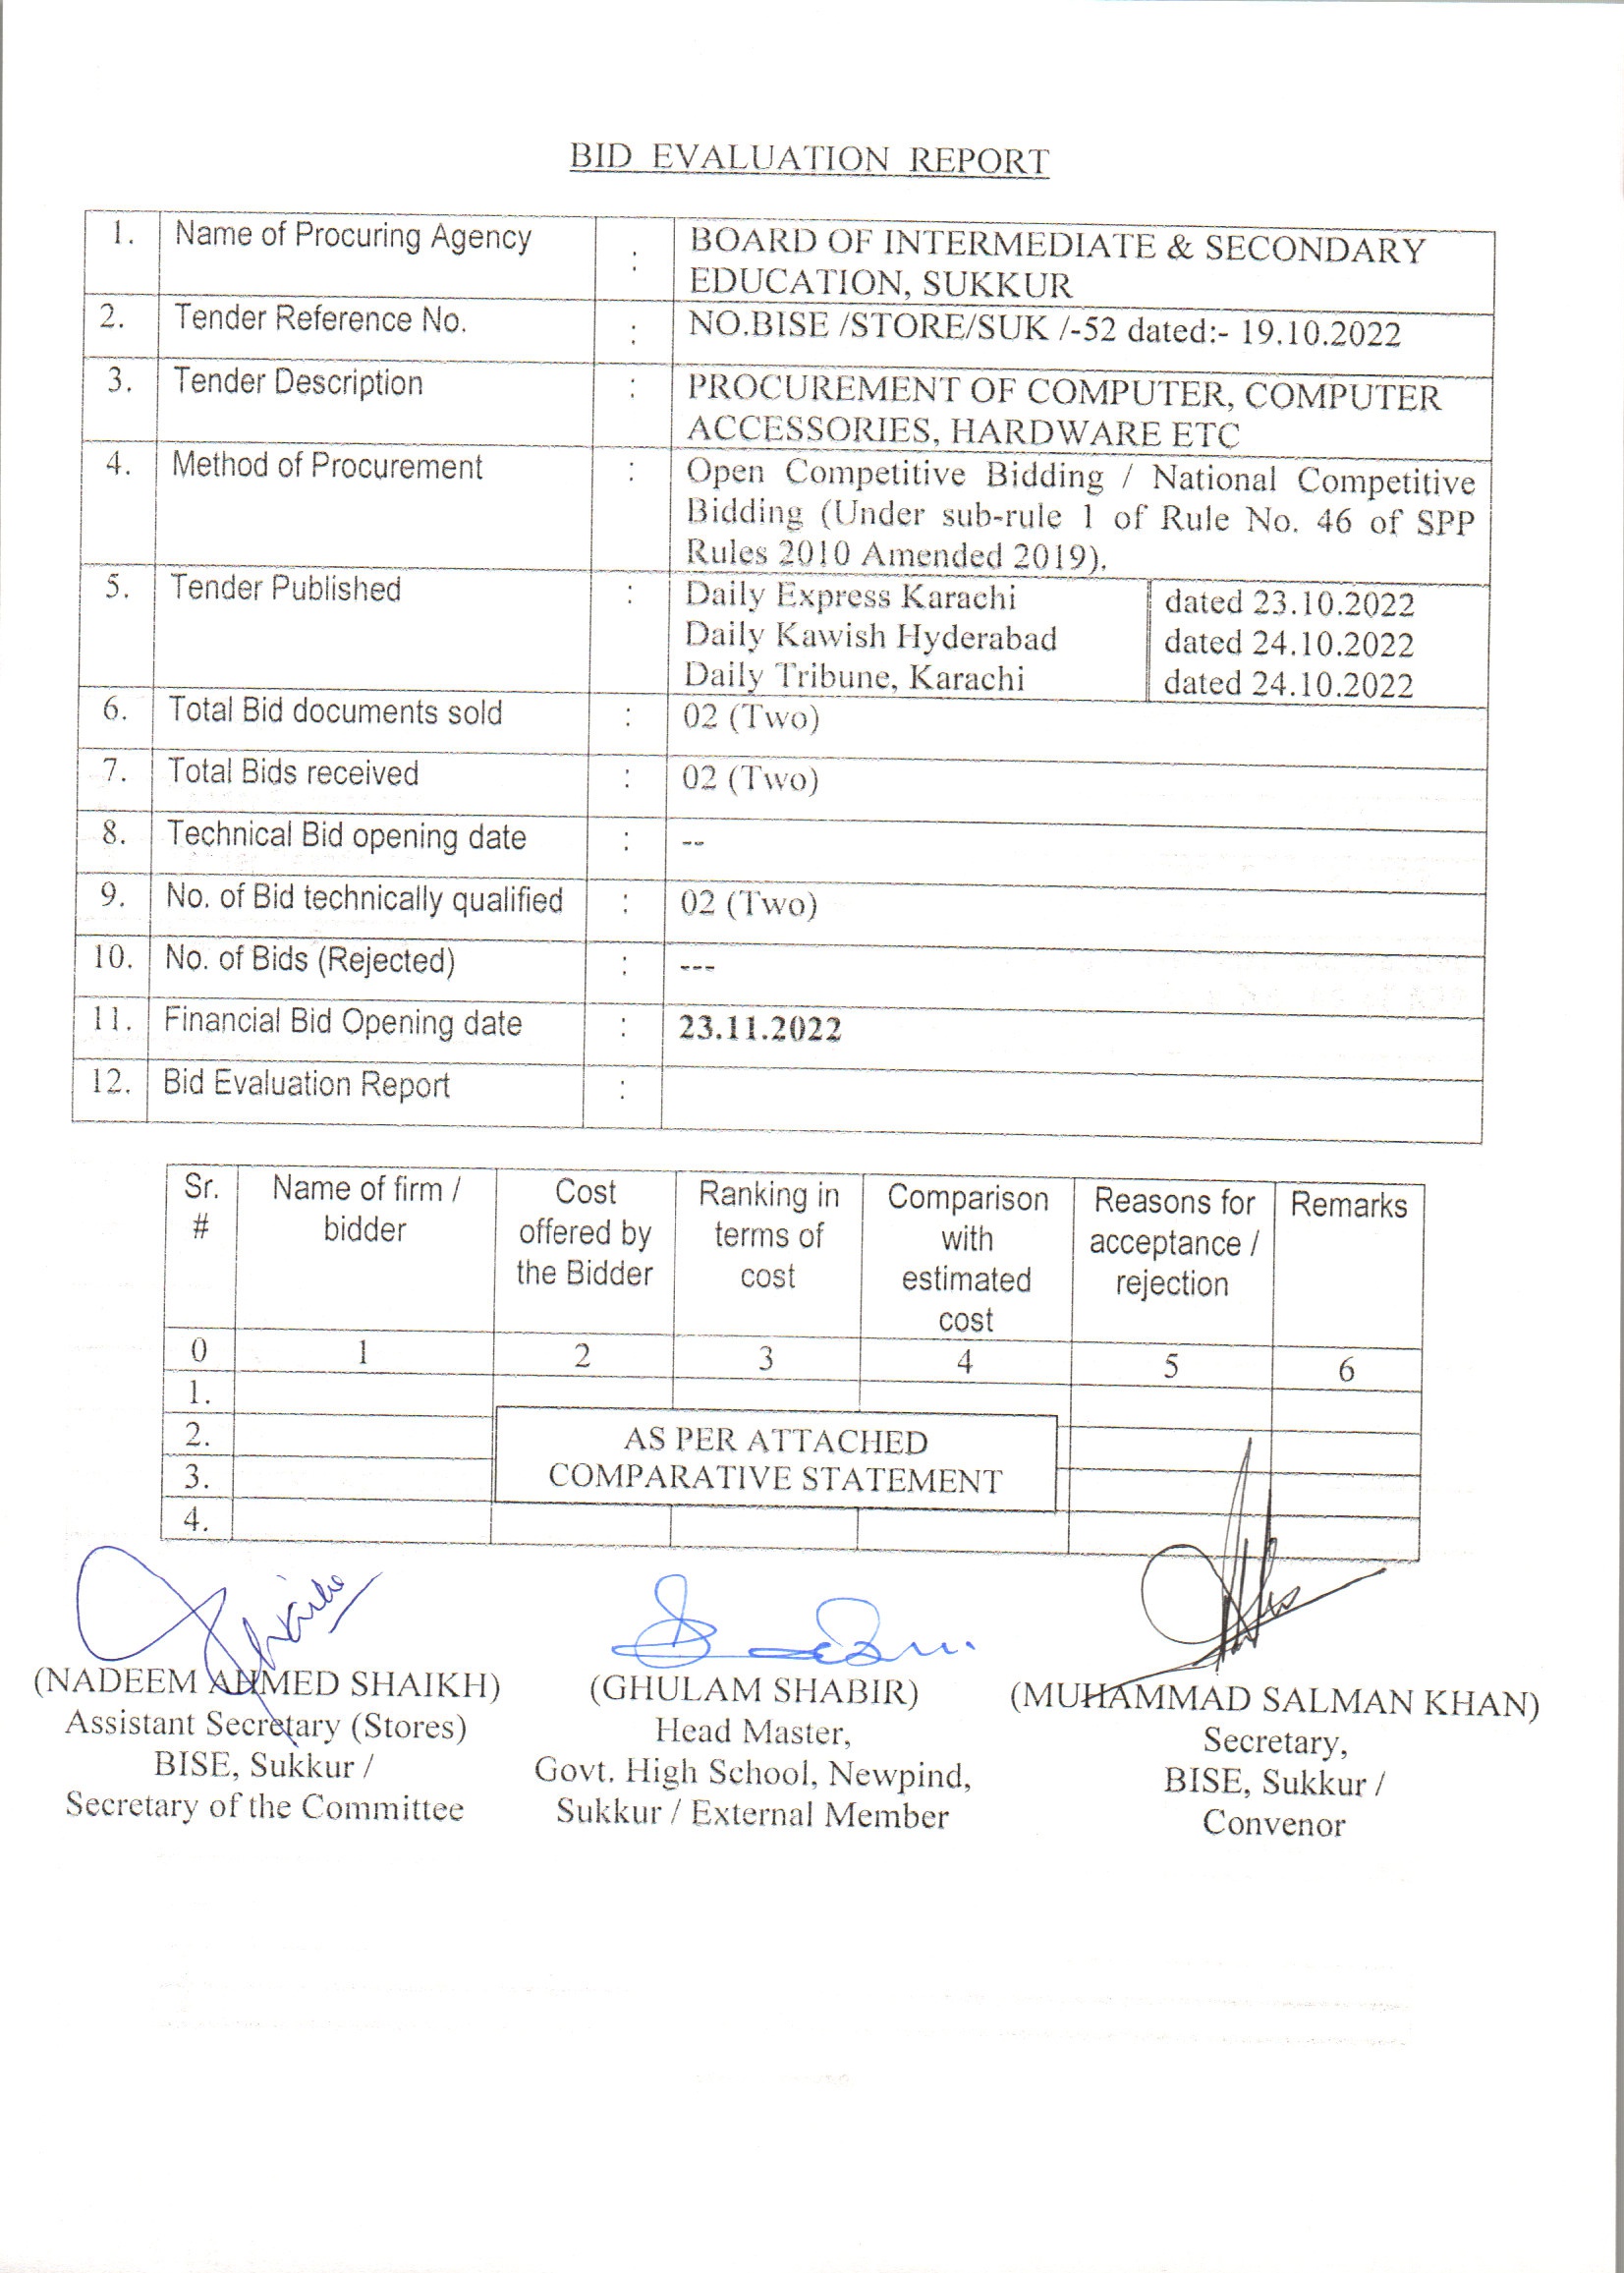 BID EVALUATION REPORT
1. Name of Procuring Agency : BOARD OF INTERMEDIATE & SECONDARY
EDUCATION, SUKKUR
2. Tender Reference No. : NO.BISE /STORE/SUK /-52 dated:- 19.10.2022
3. Tender Description : PROCUREMENT OF COMPUTER, COMPUTER
ACCESSORIES, HARDWARE ETC
4. Method of Procurement : Open Competitive Bidding / National Competitive
Bidding (Under sub-rule 1 of Rule No. 46 of SPP
Rules 2010 Amended 2019).
5. Tender Published : Daily Express Karachi dated 23.10.2022
Daily Kawish Hyderabad dated 24.10.2022
Daily Tribune, Karachi dated 24.10.2022
6. Total Bid documents sold : 02 (Two)
7. Total Bids received : 02 (Two)
8. Technical Bid opening date : --
9. No. of Bid technically qualified : 02 (Two)
10. No. of Bids (Rejected) : ---
11. Financial Bid Opening date : 23.11.2022
12. Bid Evaluation Report :
Sr. Name of firm / Cost Ranking in Comparison Reasons for Remarks
# bidder offered by terms of with acceptance /
the Bidder cost estimated rejection
cost
0 1 2 3 4 5 6
1.
2. AS PER ATTACHED
3. COMPARATIVE STATEMENT
4.
(NADEEM AHMED SHAIKH) (GHULAM SHABIR) (MUHAMMAD SALMAN KHAN)
Assistant Secretary (Stores) Head Master, Secretary,
BISE, Sukkur / Govt. High School, Newpind, BISE, Sukkur /
Secretary of the Committee Sukkur / External Member Convenor